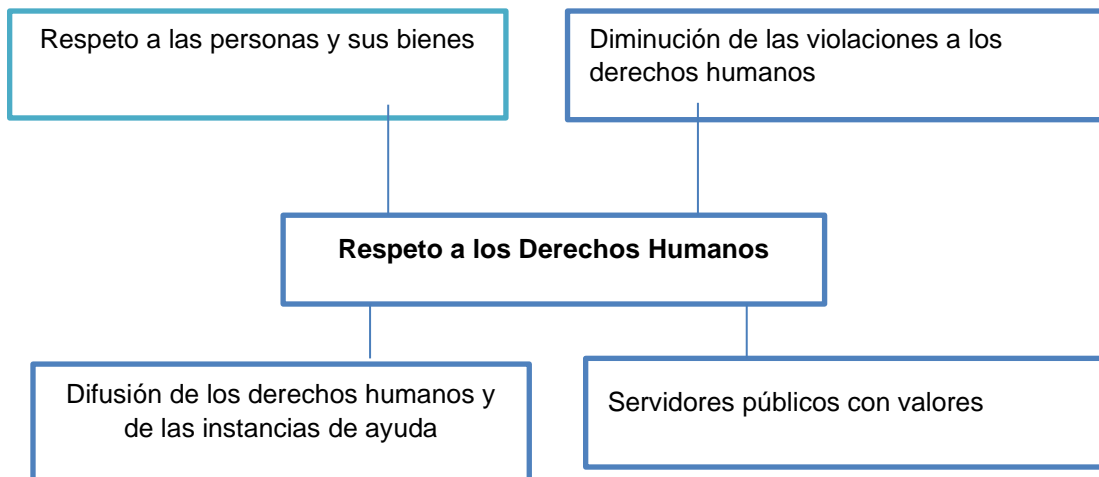 Respeto a las personas y sus bienes
Diminución de las violaciones a los
derechos humanos
Respeto a los Derechos Humanos
Difusión de los derechos humanos y
de las instancias de ayuda
Servidores públicos con valores